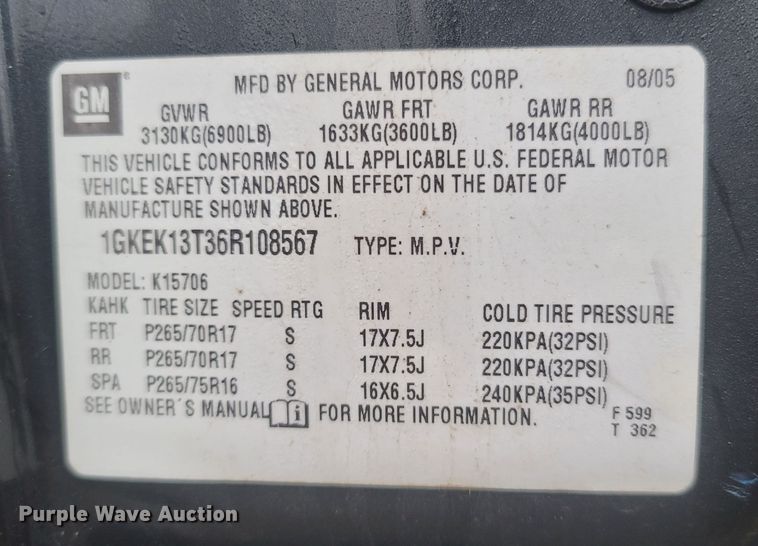 GM ® MFD BY GENERAL MOTORS CORP. 08/05
GVWR GAWR FRT GAWR RR
3130KG(6900LB) 1633KG(3600LB) 1814KG(4000LB)
THIS VEHICLE CONFORMS TO ALL APPLICABLE U.S. FEDERAL MOTOR
VEHICLE SAFETY STANDARDS IN EFFECT ON THE DATE OF
MANUFACTURE SHOWN ABOVE.
1GKEK13T36R108567 TYPE: M.P.V.
MODEL: K15706
KAHK TIRE SIZE SPEED RTG RIM COLD TIRE PRESSURE
FRT P265/70R17 S 17X7.5J 220KPA(32PSI)
RR P265/70R17 S 17X7.5J 220KPA(32PSI)
SPA P265/75R16 S 16X6.5J 240KPA(35PSI)
SEE OWNER´S MANUAL i FOR MORE INFORMATION.
F 599
T 362
Purple Wave Auction